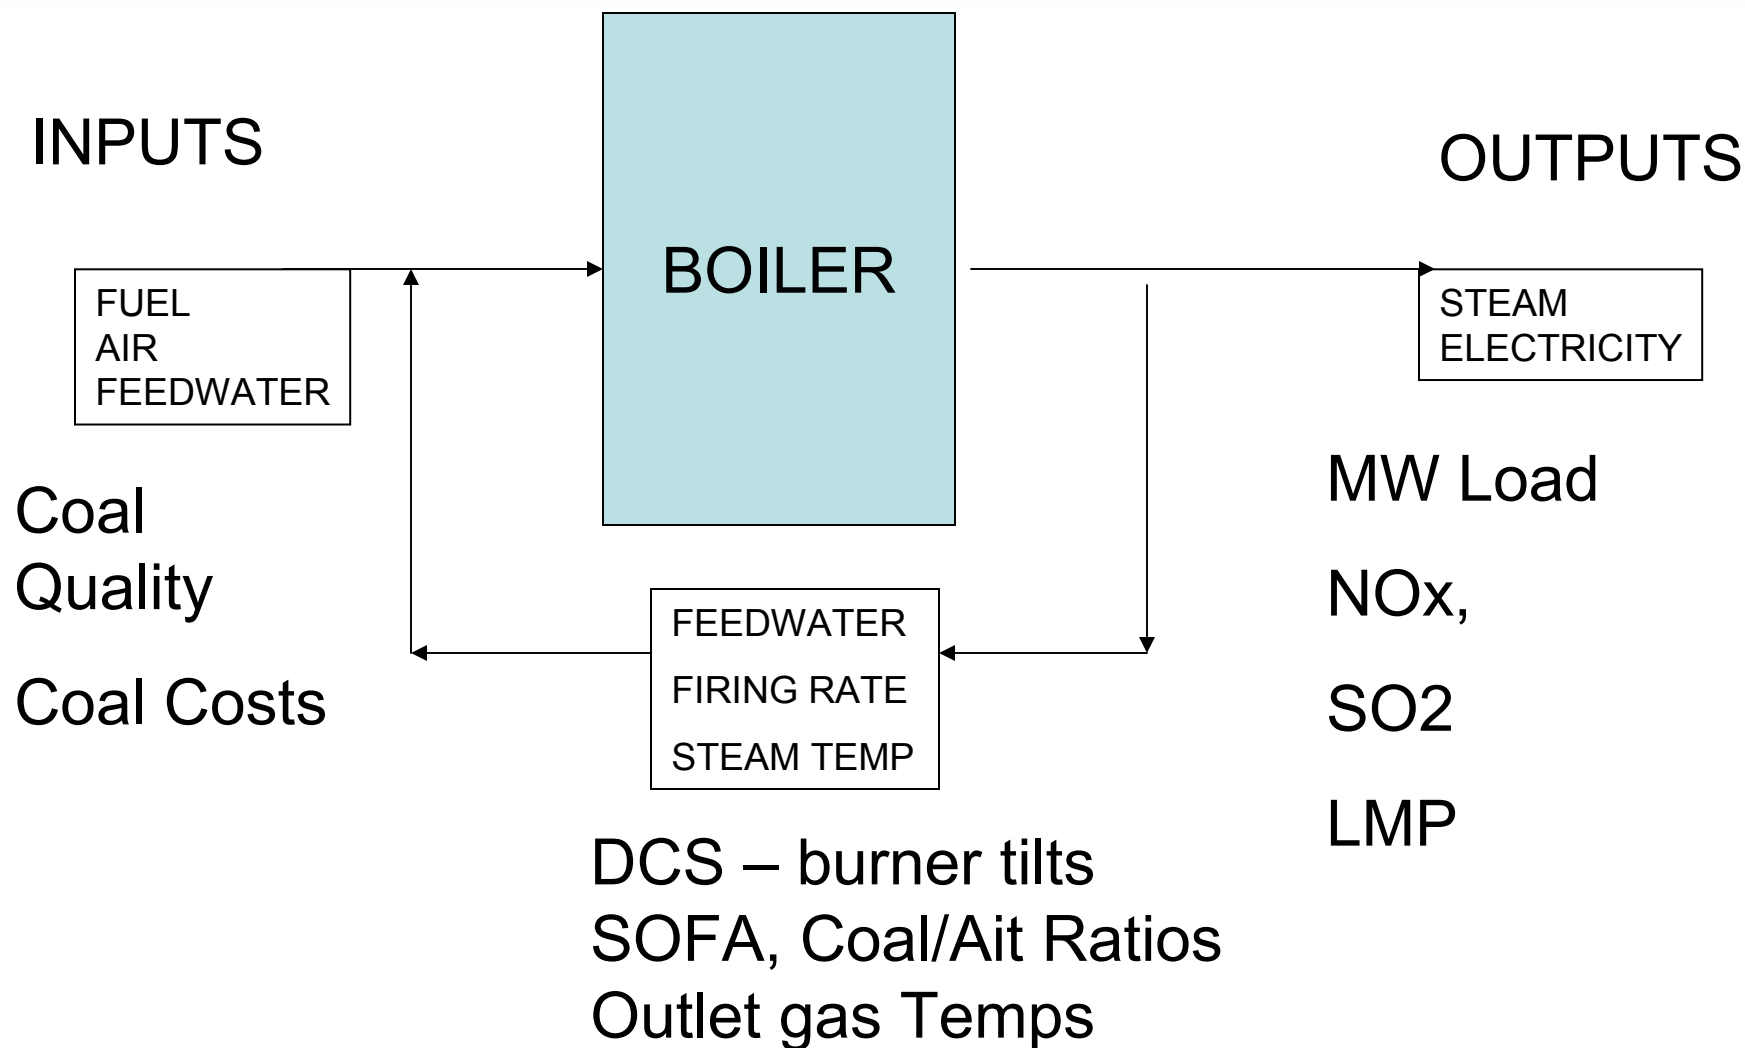 INPUTS
OUTPUTS
BOILER
FUEL
AIR
FEEDWATER
STEAM
ELECTRICITY
Coal
Quality
Coal Costs
FEEDWATER
FIRING RATE
STEAM TEMP
MW Load
NOx,
SO2
LMP
DCS – burner tilts
SOFA, Coal/Ait Ratios
Outlet gas Temps